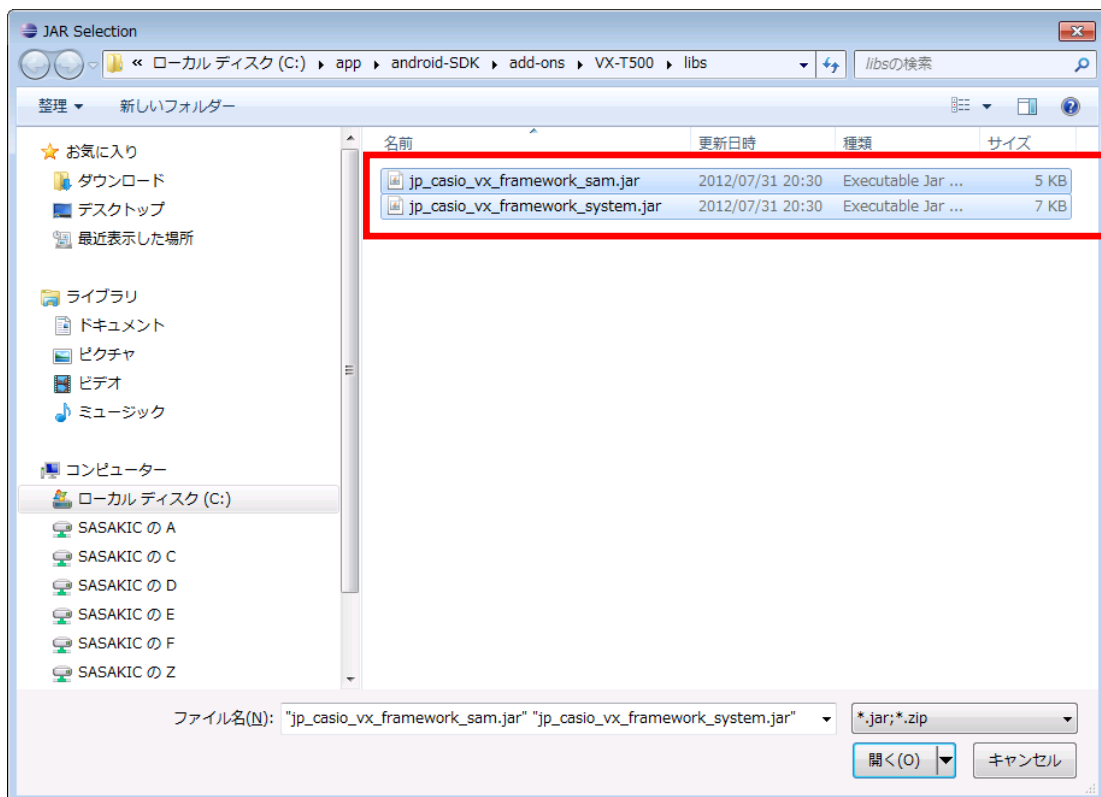 JAR Selection
« ローカル ディスク (C:) ▸ app ▸ android-SDK ▸ add-ons ▸ VX-T500 ▸ libs
libsの検索
整理 ▼ 新しいフォルダー
名前 更新日時 種類 サイズ
jp_casio_vx_framework_sam.jar 2012/07/31 20:30 Executable Jar ... 5 KB
jp_casio_vx_framework_system.jar 2012/07/31 20:30 Executable Jar ... 7 KB
お気に入り
ダウンロード
デスクトップ
最近表示した場所
ライブラリ
ドキュメント
ピクチャ
ビデオ
ミュージック
コンピューター
ローカル ディスク (C:)
SASAKIC の A
SASAKIC の C
SASAKIC の D
SASAKIC の E
SASAKIC の F
SASAKIC の Z
ファイル名(N): "jp_casio_vx_framework_sam.jar" "jp_casio_vx_framework_system.jar"
*.jar;*.zip
開く(O)
キャンセル